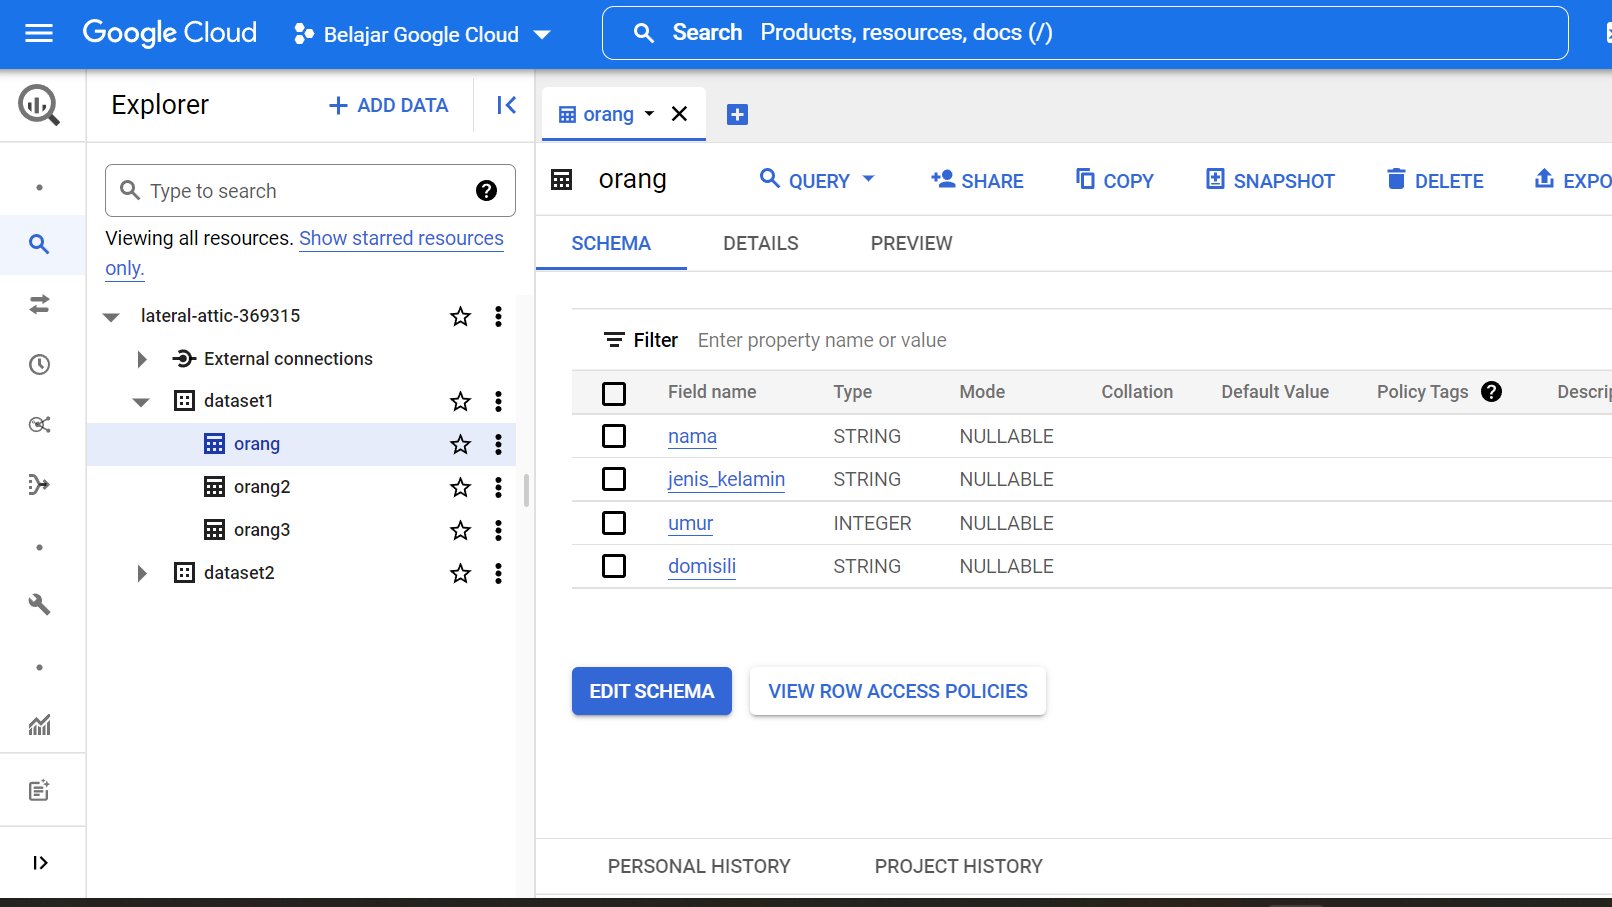 Google Cloud
Belajar Google Cloud
Search Products, resources, docs (/)
Explorer
ADD DATA
Type to search
Viewing all resources. Show starred resources
only.
lateral-attic-369315
External connections
dataset1
orang
orang2
orang3
dataset2
orang
orang
QUERY
SHARE
COPY
SNAPSHOT
DELETE
EXPO
SCHEMA DETAILS PREVIEW
Filter Enter property name or value
Field name Type Mode Collation Default Value Policy Tags Descrip
nama STRING NULLABLE
jenis_kelamin STRING NULLABLE
umur INTEGER NULLABLE
domisili STRING NULLABLE
EDIT SCHEMA VIEW ROW ACCESS POLICIES
PERSONAL HISTORY PROJECT HISTORY